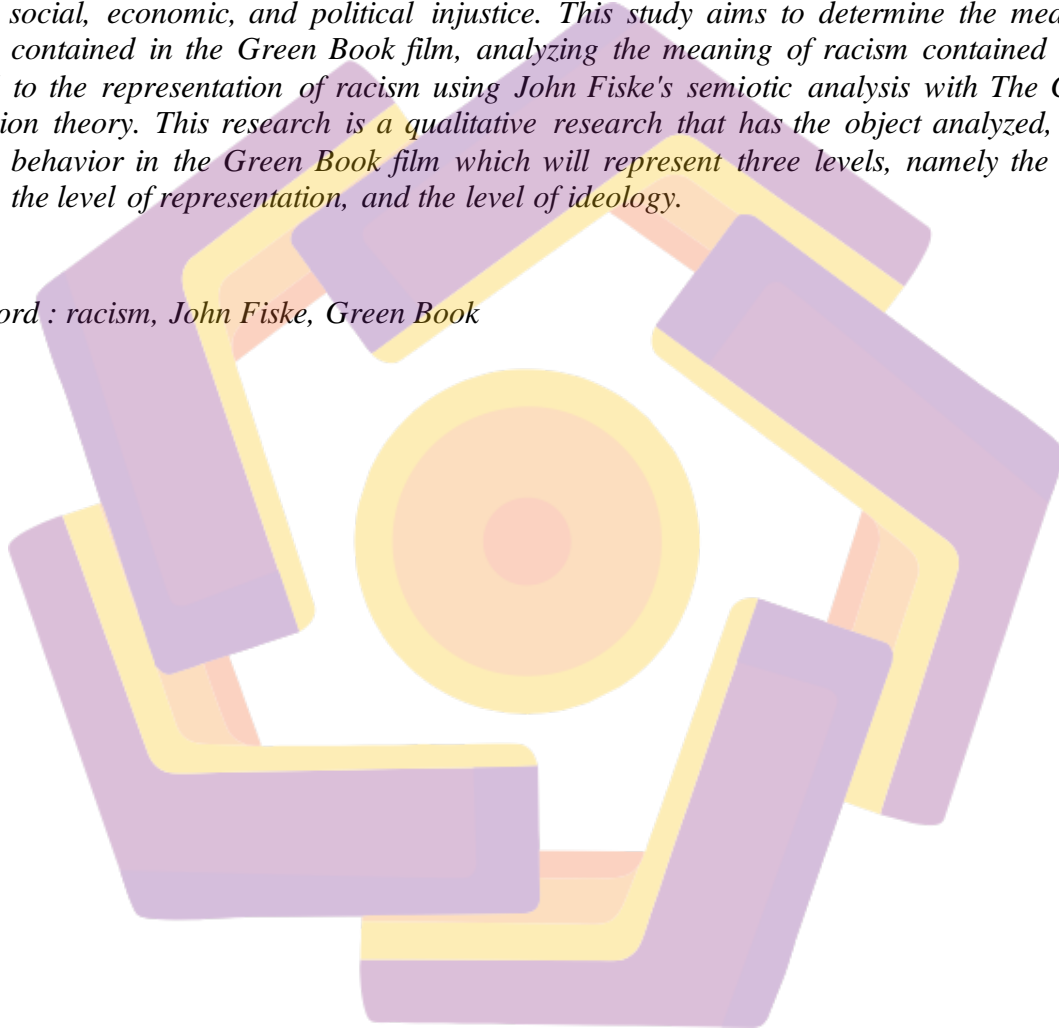 social, economic, and political injustice. This study aims to determine the mea
contained in the Green Book film, analyzing the meaning of racism contained
to the representation of racism using John Fiske's semiotic analysis with The
ion theory. This research is a qualitative research that has the object analyzed,
behavior in the Green Book film which will represent three levels, namely the
the level of representation, and the level of ideology.
ord : racism, John Fiske, Green Book